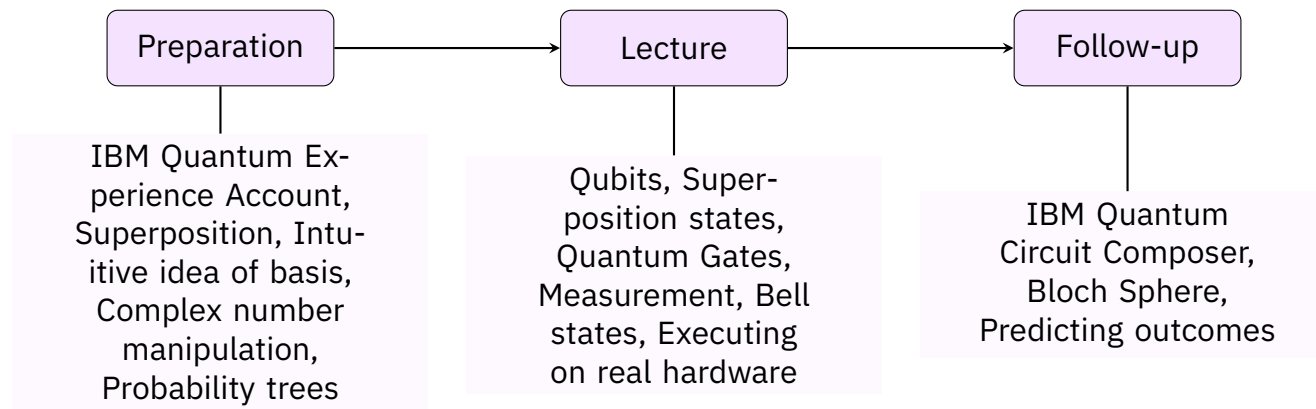 Preparation
Lecture
Follow-up
IBM Quantum Ex-
perience Account,
Superposition, Intu-
itive idea of basis,
Complex number
manipulation,
Probability trees
Qubits, Super-
position states,
Quantum Gates,
Measurement, Bell
states, Executing
on real hardware
IBM Quantum
Circuit Composer,
Bloch Sphere,
Predicting outcomes